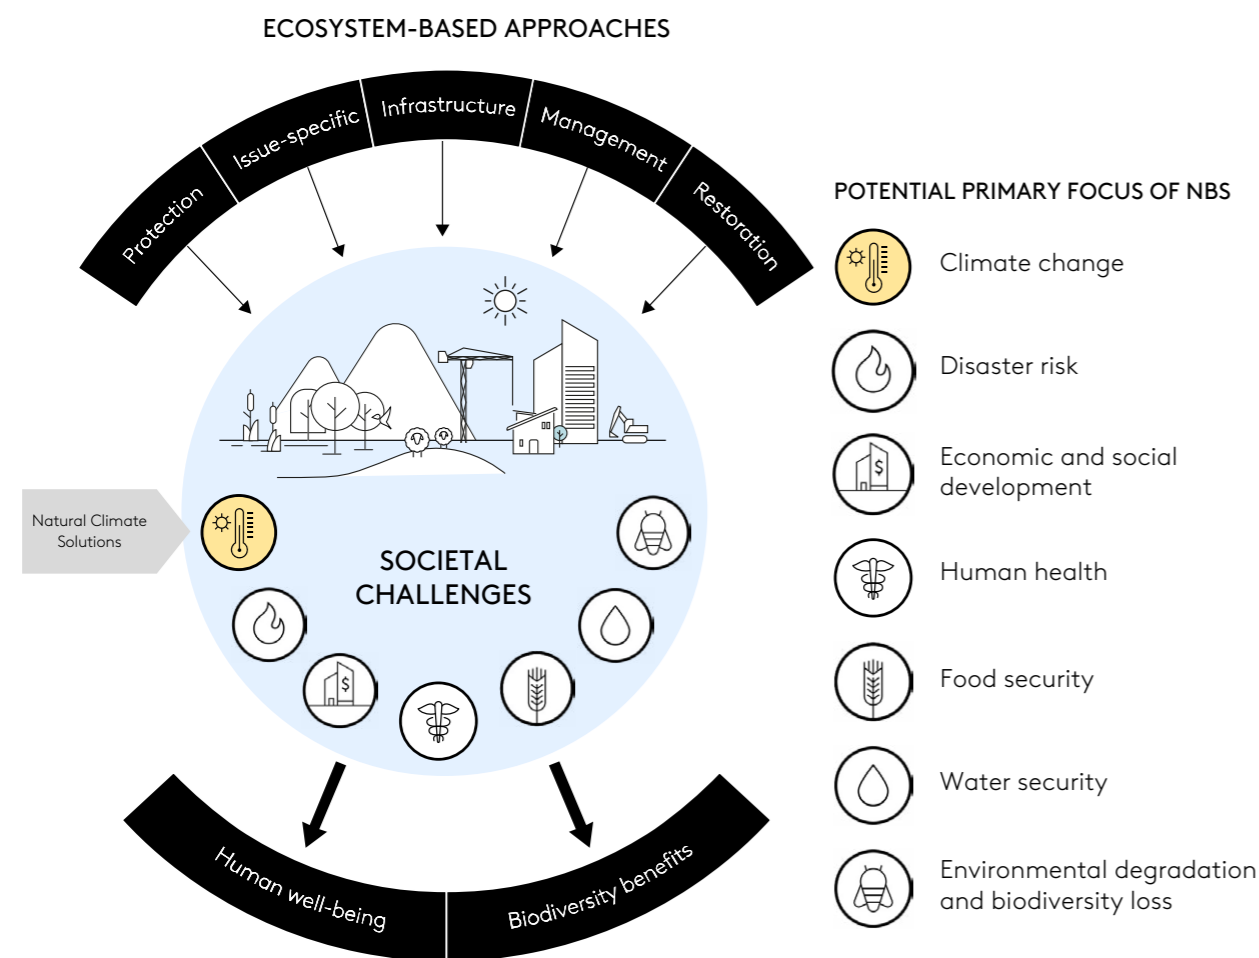 ECOSYSTEM-BASED APPROACHES
Protection
Issue-specific
Infrastructure
Management
Restoration
Natural Climate
Solutions
SOCIETAL
CHALLENGES
$
Human well-being
Biodiversity benefits
POTENTIAL PRIMARY FOCUS OF NBS
Climate change
Disaster risk
$
Economic and social
development
Human health
Food security
Water security
Environmental degradation
and biodiversity loss